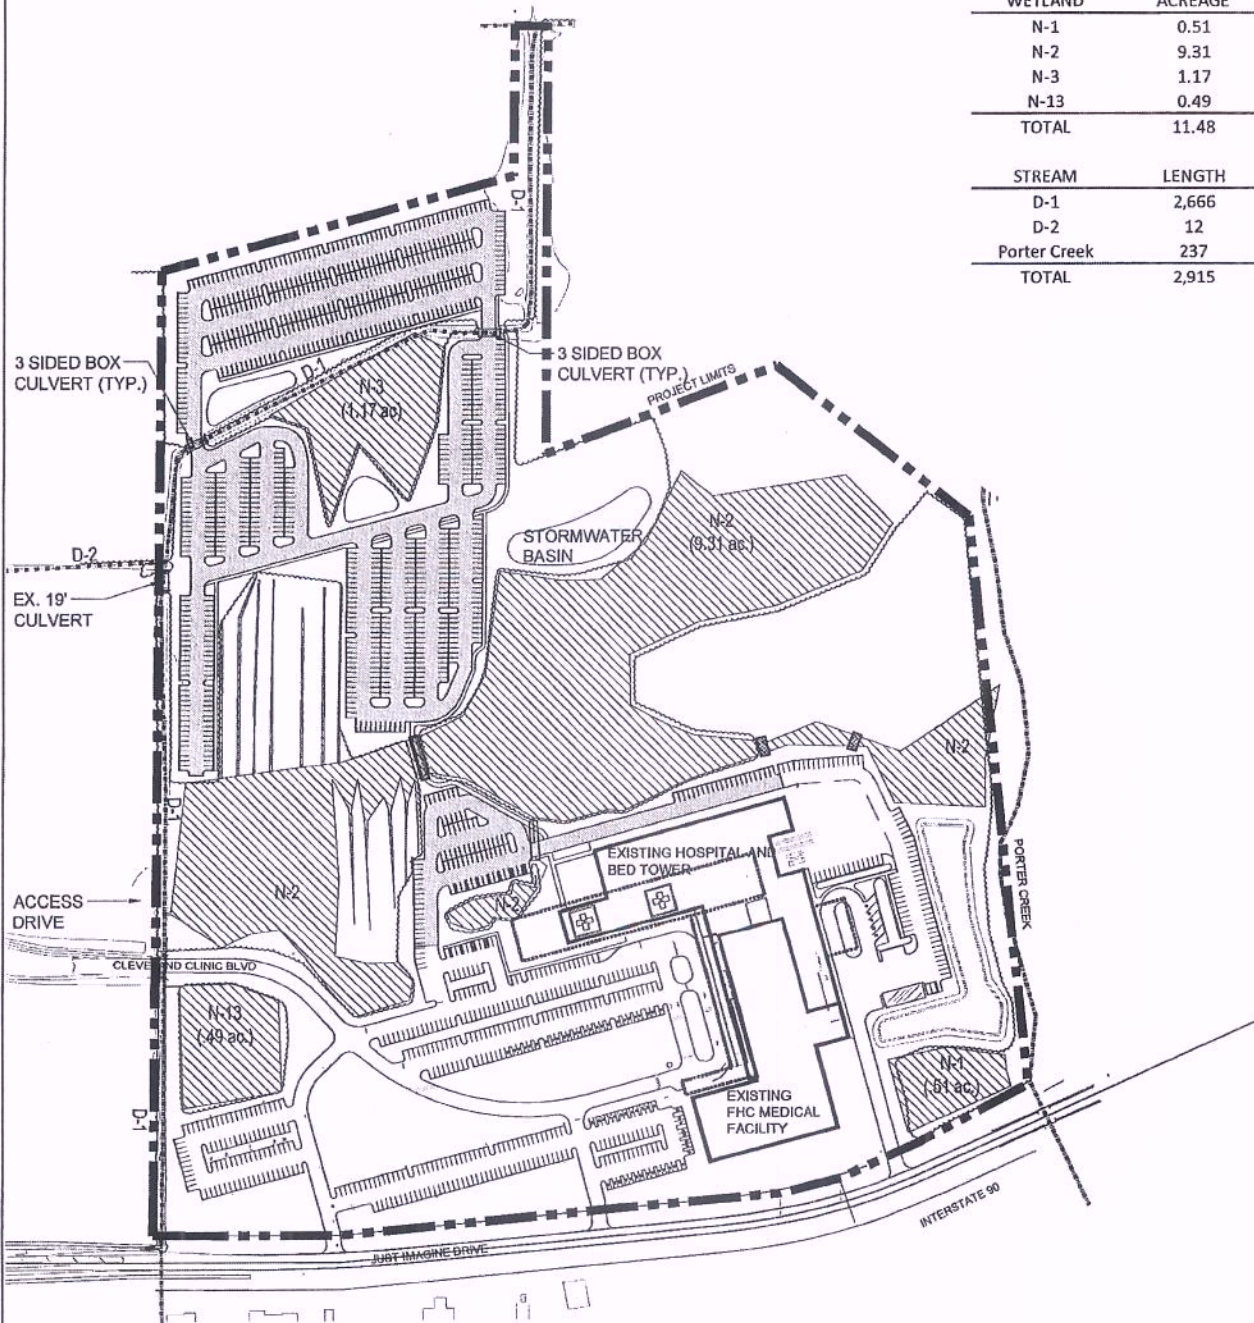 WETLAND ACREAGE
N-1 0.51
N-2 9.31
N-3 1.17
N-13 0.49
TOTAL 11.48
STREAM LENGTH
D-1 2,666
D-2 12
Porter Creek 237
TOTAL 2,915
D-1
3 SIDED BOX
CULVERT (TYP.)
D-1
N-3
(1.17 ac)
3 SIDED BOX
CULVERT (TYP.)
PROJECT LIMITS
STORMWATER
BASIN
N-2
(9.31 ac.)
D-2
EX. 19'
CULVERT
N-2
D-1
EXISTING HOSPITAL AND
BED TOWER
PORTER CREEK
N-2
N-2
ACCESS
DRIVE
CLEVELAND CLINIC BLVD
N-13
(.49 ac.)
N-1
(.51 ac.)
D-1
EXISTING
FHC MEDICAL
FACILITY
INTERSTATE 90
JUST IMAGINE DRIVE